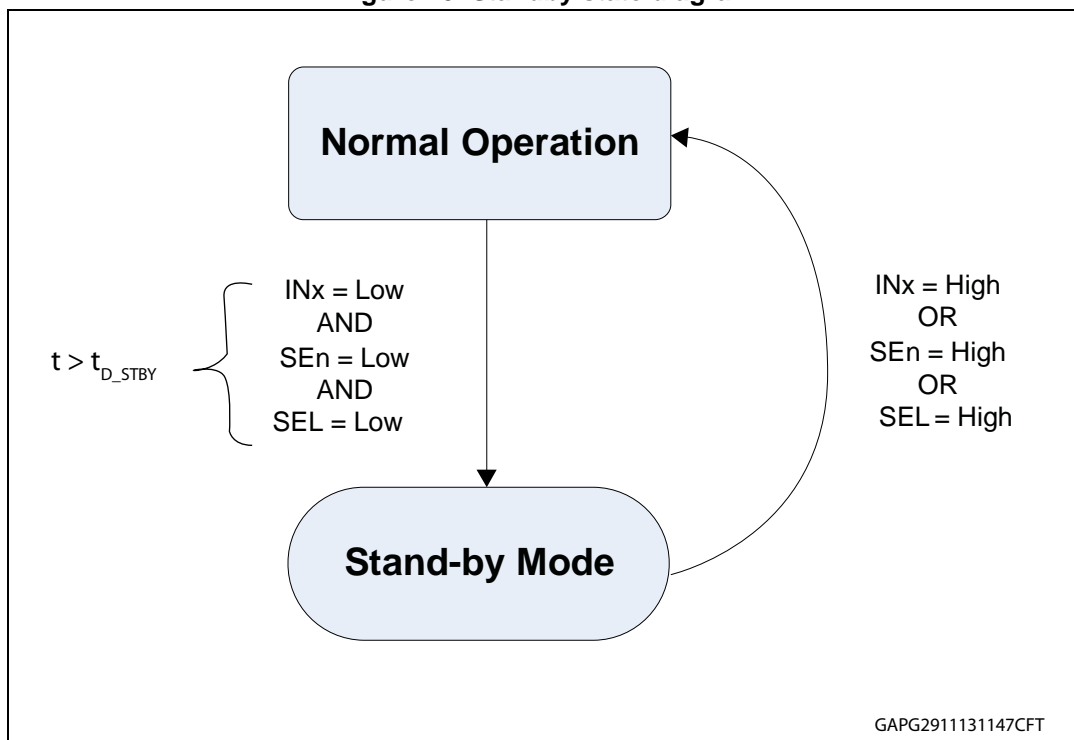 Normal Operation
t > tD_STBY
INx = Low
AND
SEn = Low
AND
SEL = Low
INx = High
OR
SEn = High
OR
SEL = High
Stand-by Mode
GAPG2911131147CFT